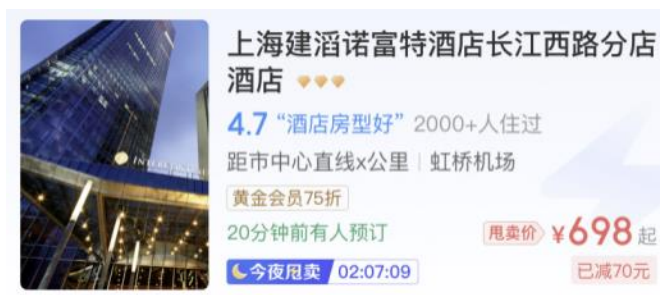 上海建滔诺富特酒店长江西路分店
酒店
4.7 “酒店房型好” 2000+人住过
距市中心直线x公里 | 虹桥机场
黄金会员75折
20分钟前有人预订
甩卖价 ¥698起
今夜甩卖 02:07:09
已减70元